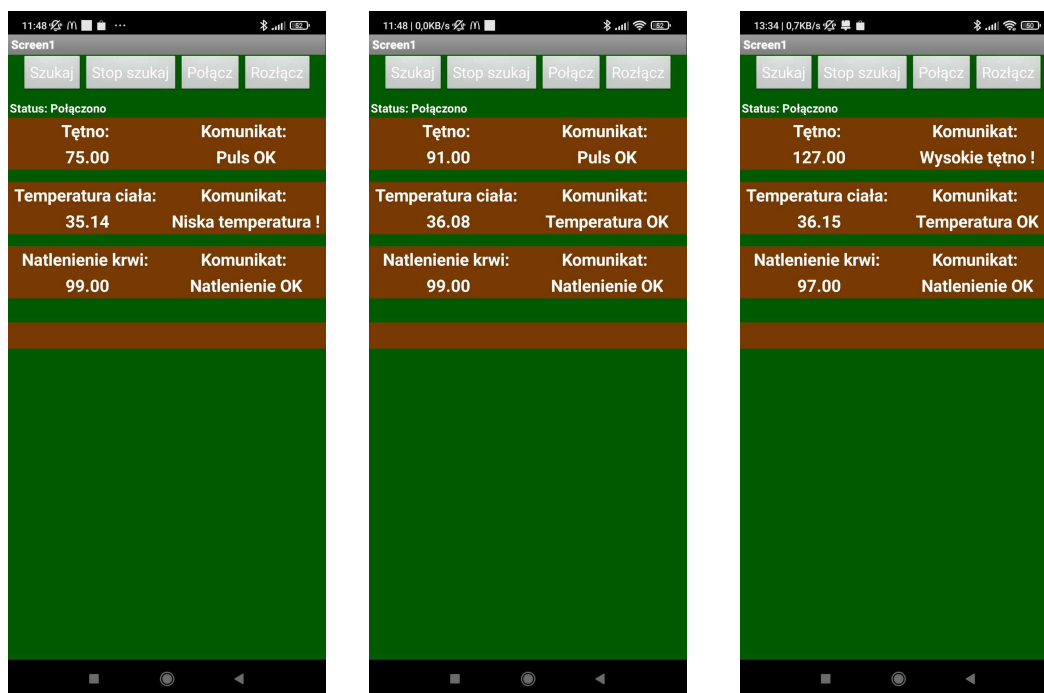 11:48
52
Screen1
Szukaj Stop szukaj Połącz Rozłącz
Status: Połączono
Tętno: Komunikat:
75.00 Puls OK
Temperatura ciała: Komunikat:
35.14 Niska temperatura !
Natlenienie krwi: Komunikat:
99.00 Natlenienie OK
11:48 | 0,0KB/s
52
Screen1
Szukaj Stop szukaj Połącz Rozłącz
Status: Połączono
Tętno: Komunikat:
91.00 Puls OK
Temperatura ciała: Komunikat:
36.08 Temperatura OK
Natlenienie krwi: Komunikat:
99.00 Natlenienie OK
13:34 | 0,7KB/s
50
Screen1
Szukaj Stop szukaj Połącz Rozłącz
Status: Połączono
Tętno: Komunikat:
127.00 Wysokie tętno !
Temperatura ciała: Komunikat:
36.15 Temperatura OK
Natlenienie krwi: Komunikat:
97.00 Natlenienie OK